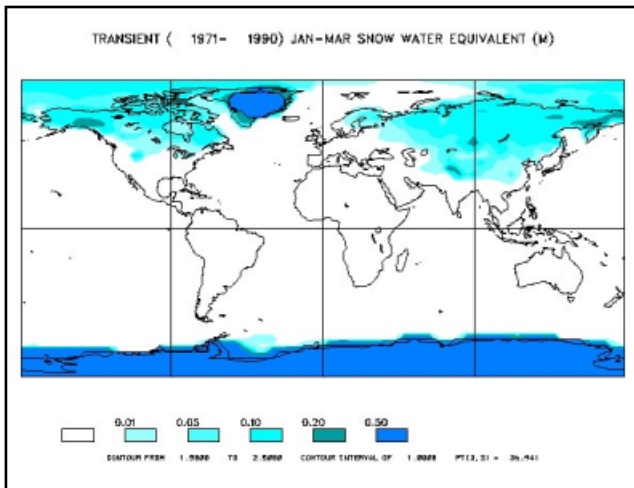 TRANSIENT ( 1971- 1990) JAN-MAR SNOW WATER EQUIVALENT (M)
0.01 0.05 0.10 0.20 0.50
CONTOUR FROM TO CONTOUR INTERVAL OF